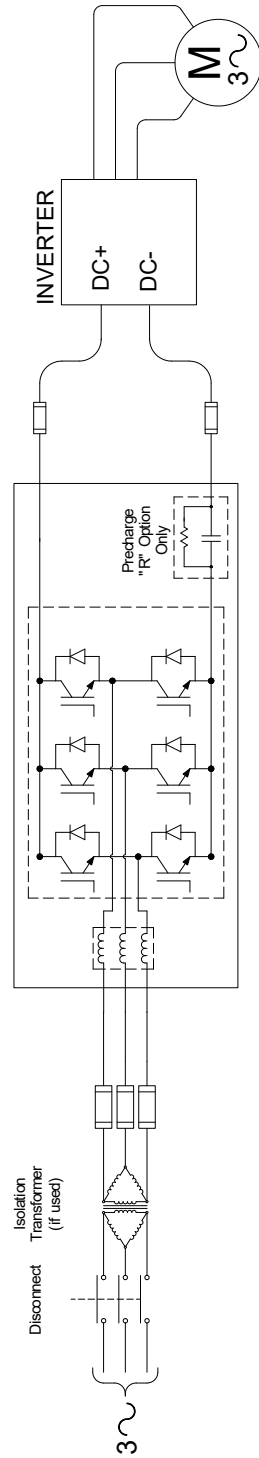 3
Disconnect
Isolation
Transformer
(if used)
Precharge
"R" Option
Only
INVERTER
DC+
DC-
M
3